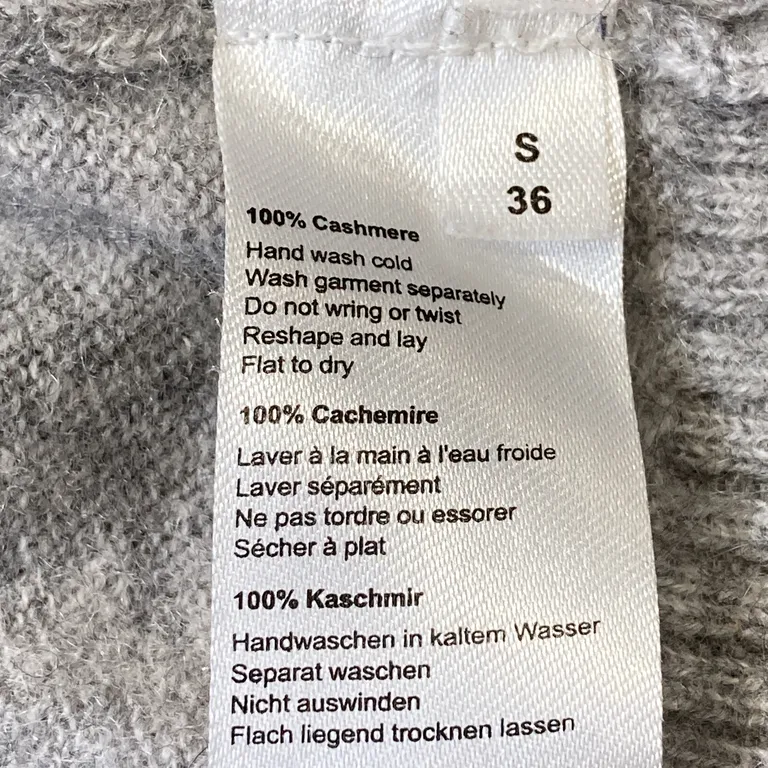 S
36
100% Cashmere
Hand wash cold
Wash garment separately
Do not wring or twist
Reshape and lay
Flat to dry
100% Cachemire
Laver à la main à l'eau froide
Laver séparément
Ne pas tordre ou essorer
Sécher à plat
100% Kaschmir
Handwaschen in kaltem Wasser
Separat waschen
Nicht auswinden
Flach liegend trocknen lassen